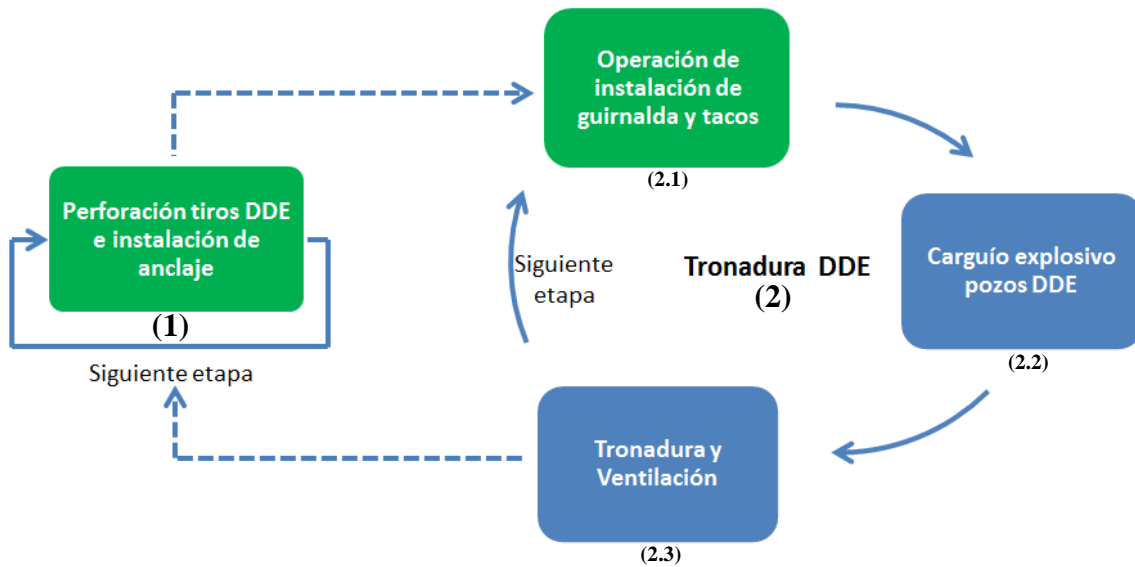 Operación de
instalación de
guirnalda y tacos
(2.1)
Perforación tiros DDE
e instalación de
anclaje
(1)
Siguiente etapa
Siguiente
etapa
Tronadura DDE
(2)
Carguío explosivo
pozos DDE
(2.2)
Tronadura y
Ventilación
(2.3)